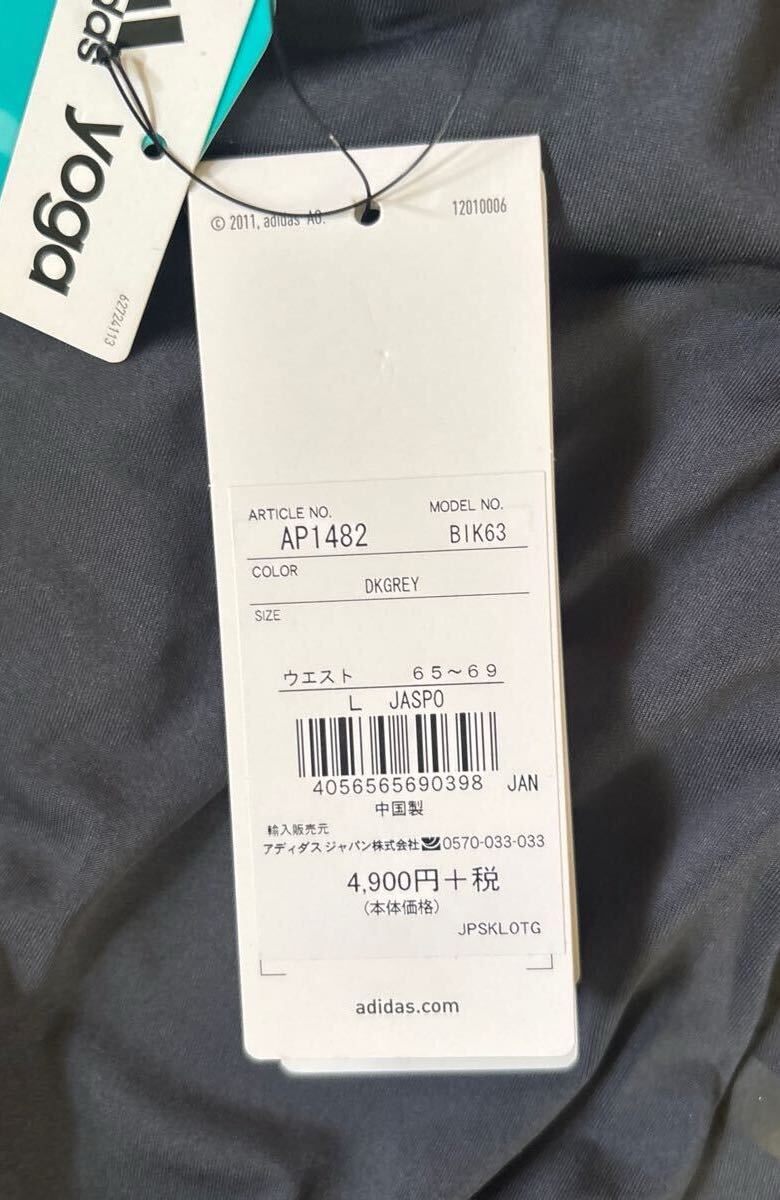 adidas
yoga
62724113
© 2011, adidas AG.
12010006
ARTICLE NO.
MODEL NO.
AP1482
BIK63
COLOR
DKGREY
SIZE
ウエスト 65～69
L JASPO
4056565690398 JAN
中国製
輸入販売元
アディダス ジャパン株式会社 0570-033-033
4,900円＋税
(本体価格)
JPSKLOTG
adidas.com